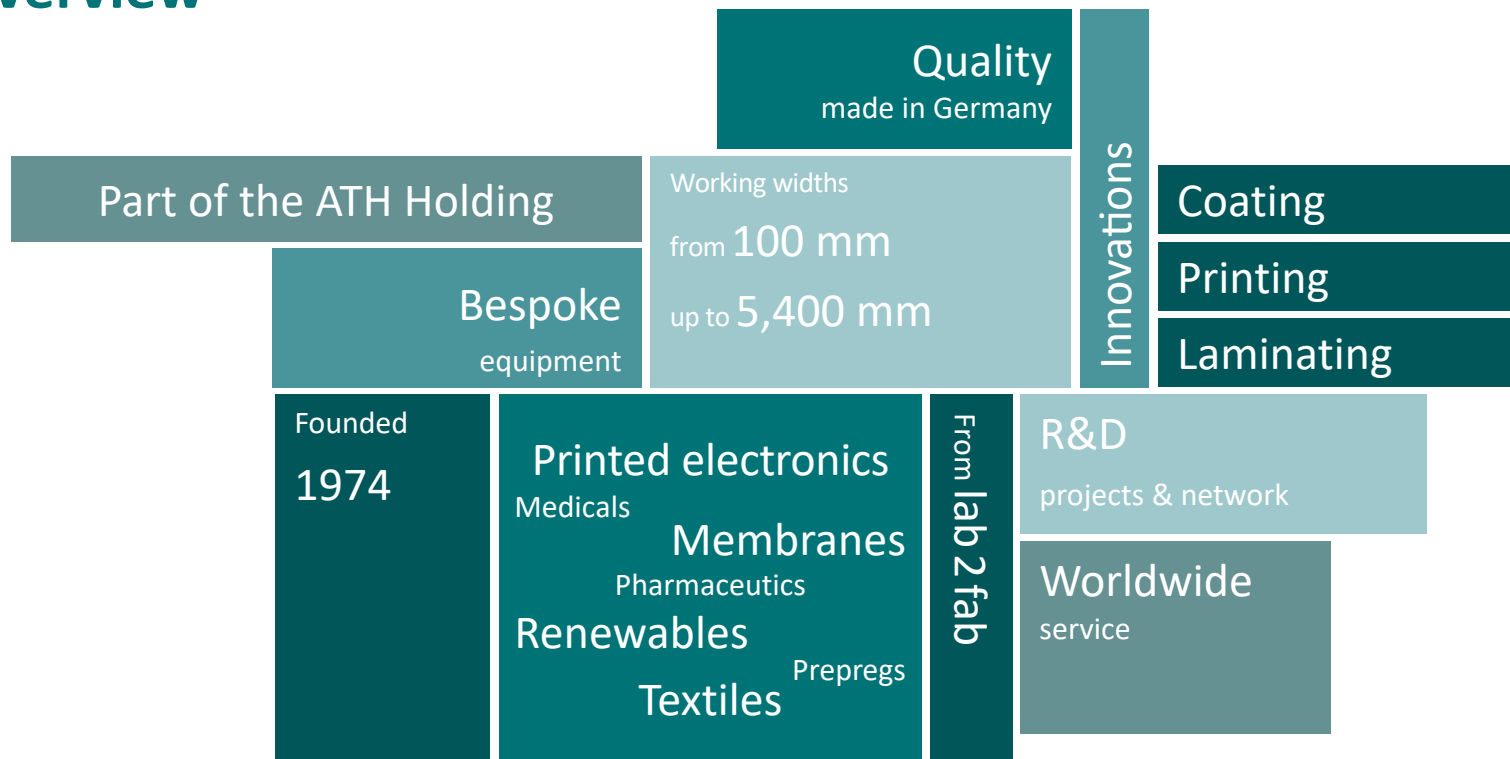 verview
Quality
made in Germany
Part of the ATH Holding
Working widths
from 100 mm
up to 5,400 mm
Innovations
Coating
Printing
Laminating
Bespoke
equipment
Founded
1974
Printed electronics
Medicals
Membranes
Pharmaceutics
Renewables
Prepregs
Textiles
From lab 2 fab
R&D
projects & network
Worldwide
service